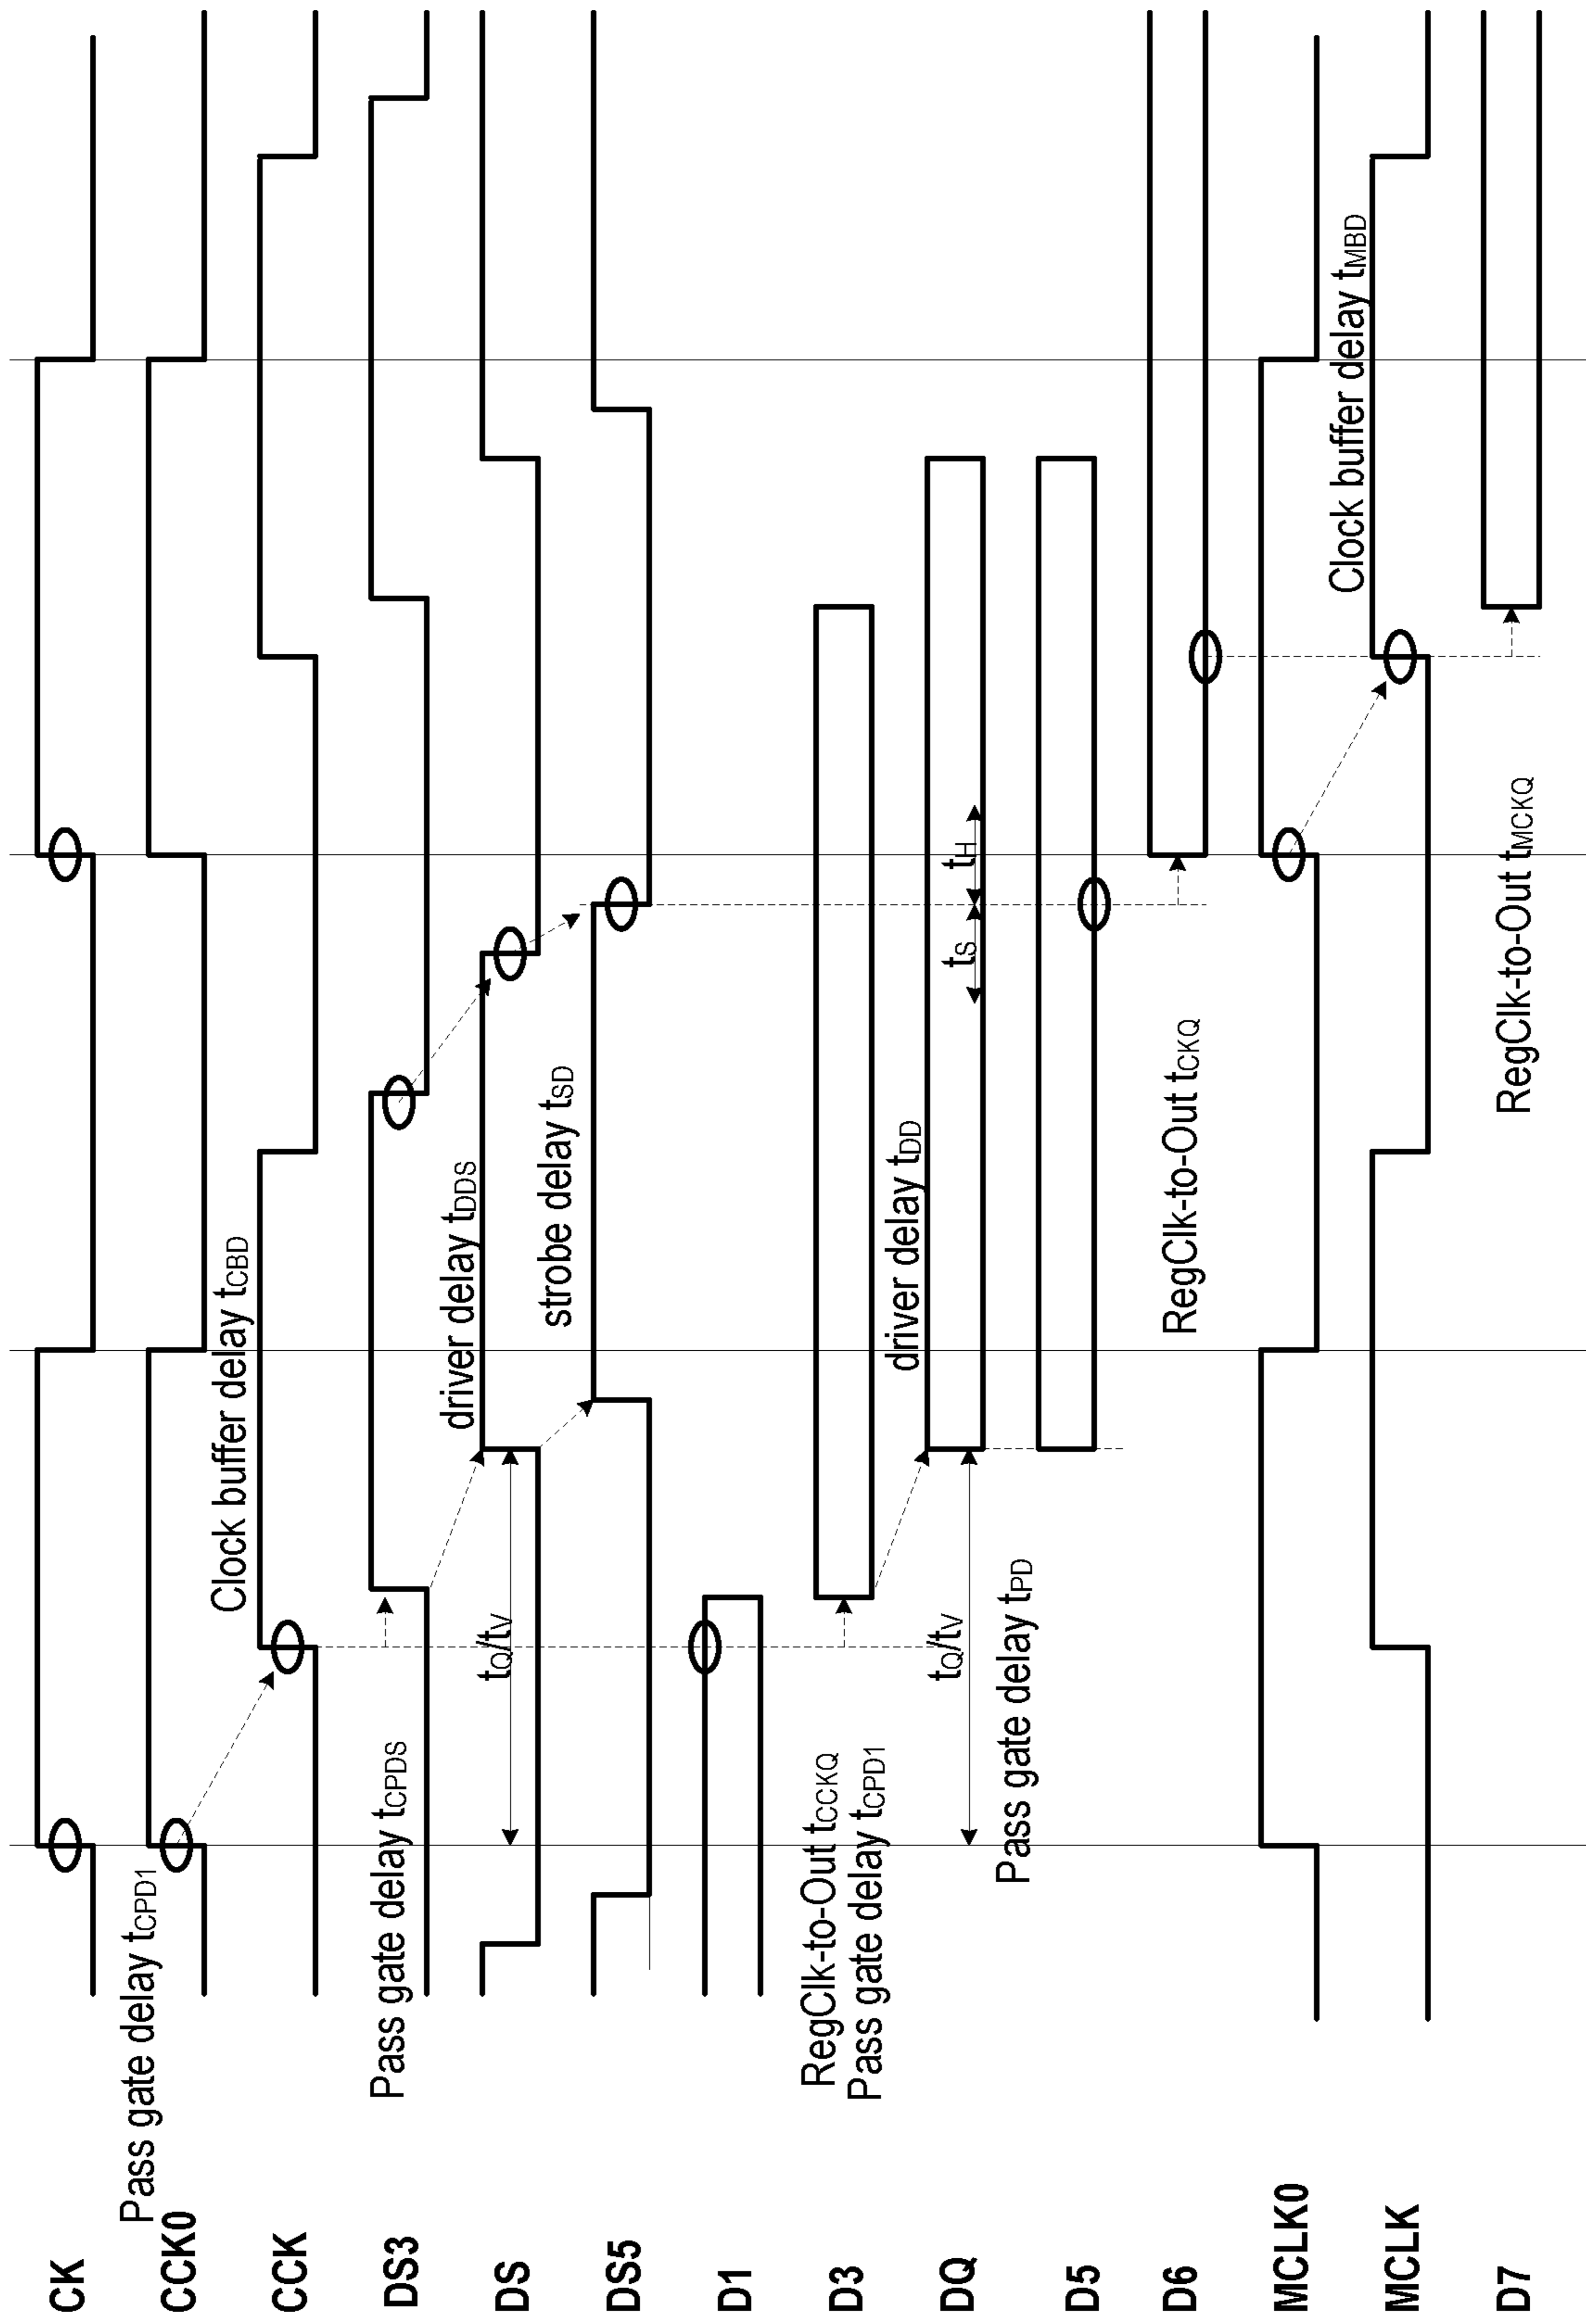 CK
Pass gate delay tCPD1
CCK0
Clock buffer delay tCBD
CCK
Pass gate delay tCPDS
DS3
driver delay tDDS
tQ/tV
DS
strobe delay tSD
DS5
D1
RegClk-to-Out tCCKQ
Pass gate delay tCPD1
D3
driver delay tDD
tQ/tV
tS
tH
DQ
Pass gate delay tPD
D5
RegClk-to-Out tCKQ
D6
MCLK0
Clock buffer delay tMBD
MCLK
RegClk-to-Out tMCKQ
D7